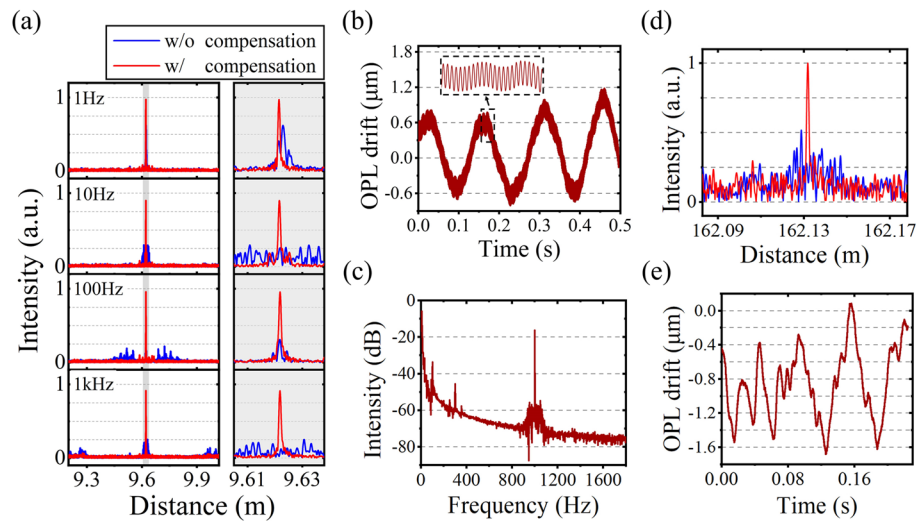 (a)
w/o compensation
w/ compensation
Intensity (a.u.)
1Hz
1
0
10Hz
1
0
100Hz
1
0
1kHz
1
0
9.3 9.6 9.0
9.61 9.63
Distance (m)
(b)
OPL drift (μm)
1.8
1.2
0.6
0.0
-0.6
0.0 0.1 0.2 0.3 0.4 0.5
Time (s)
(c)
Intensity (dB)
0
-20
-40
-60
-80
0 400 800 1200 1600
Frequency (Hz)
(d)
Intensity (a.u.)
1
0
162.09 162.13 162.17
Distance (m)
(e)
OPL drift (μm)
0.0
-0.4
-0.8
-1.2
-1.6
0.00 0.08 0.16
Time (s)